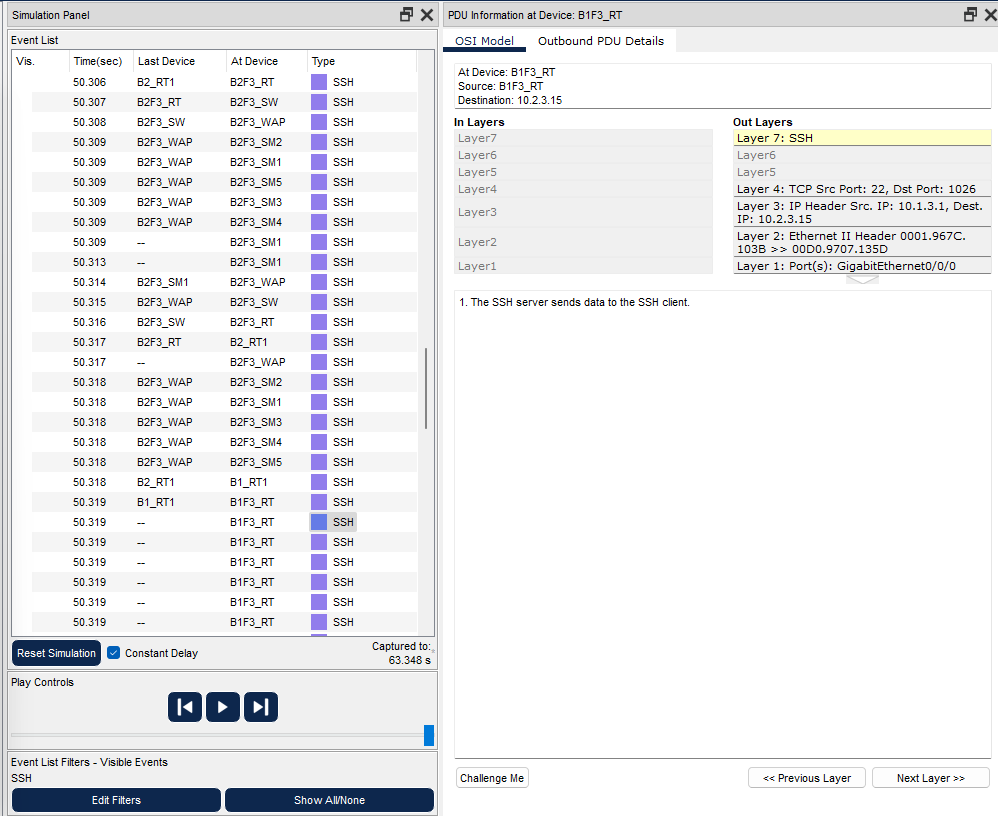 Simulation Panel
Event List
Vis. Time(sec) Last Device At Device Type
50.306 B2_RT1 B2F3_RT SSH
50.307 B2F3_RT B2F3_SW SSH
50.308 B2F3_SW B2F3_WAP SSH
50.309 B2F3_WAP B2F3_SM2 SSH
50.309 B2F3_WAP B2F3_SM1 SSH
50.309 B2F3_WAP B2F3_SM5 SSH
50.309 B2F3_WAP B2F3_SM3 SSH
50.309 B2F3_WAP B2F3_SM4 SSH
50.309 -- B2F3_SM1 SSH
50.313 -- B2F3_SM1 SSH
50.314 B2F3_SM1 B2F3_WAP SSH
50.315 B2F3_WAP B2F3_SW SSH
50.316 B2F3_SW B2F3_RT SSH
50.317 B2F3_RT B2_RT1 SSH
50.317 -- B2F3_WAP SSH
50.318 B2F3_WAP B2F3_SM2 SSH
50.318 B2F3_WAP B2F3_SM1 SSH
50.318 B2F3_WAP B2F3_SM3 SSH
50.318 B2F3_WAP B2F3_SM4 SSH
50.318 B2F3_WAP B2F3_SM5 SSH
50.318 B2_RT1 B1_RT1 SSH
50.319 B1_RT1 B1F3_RT SSH
50.319 -- B1F3_RT SSH
50.319 -- B1F3_RT SSH
50.319 -- B1F3_RT SSH
50.319 -- B1F3_RT SSH
50.319 -- B1F3_RT SSH
50.319 -- B1F3_RT SSH
Reset Simulation Constant Delay
Captured to:
63.348 s
Play Controls
Event List Filters - Visible Events
SSH
Edit Filters Show All/None
PDU Information at Device: B1F3_RT
OSI Model Outbound PDU Details
At Device: B1F3_RT
Source: B1F3_RT
Destination: 10.2.3.15
In Layers
Layer7
Layer6
Layer5
Layer4
Layer3
Layer2
Layer1
Out Layers
Layer 7: SSH
Layer6
Layer5
Layer 4: TCP Src Port: 22, Dst Port: 1026
Layer 3: IP Header Src. IP: 10.1.3.1, Dest.
IP: 10.2.3.15
Layer 2: Ethernet II Header 0001.967C.
103B >> 00D0.9707.135D
Layer 1: Port(s): GigabitEthernet0/0/0
1. The SSH server sends data to the SSH client.
Challenge Me << Previous Layer Next Layer >>